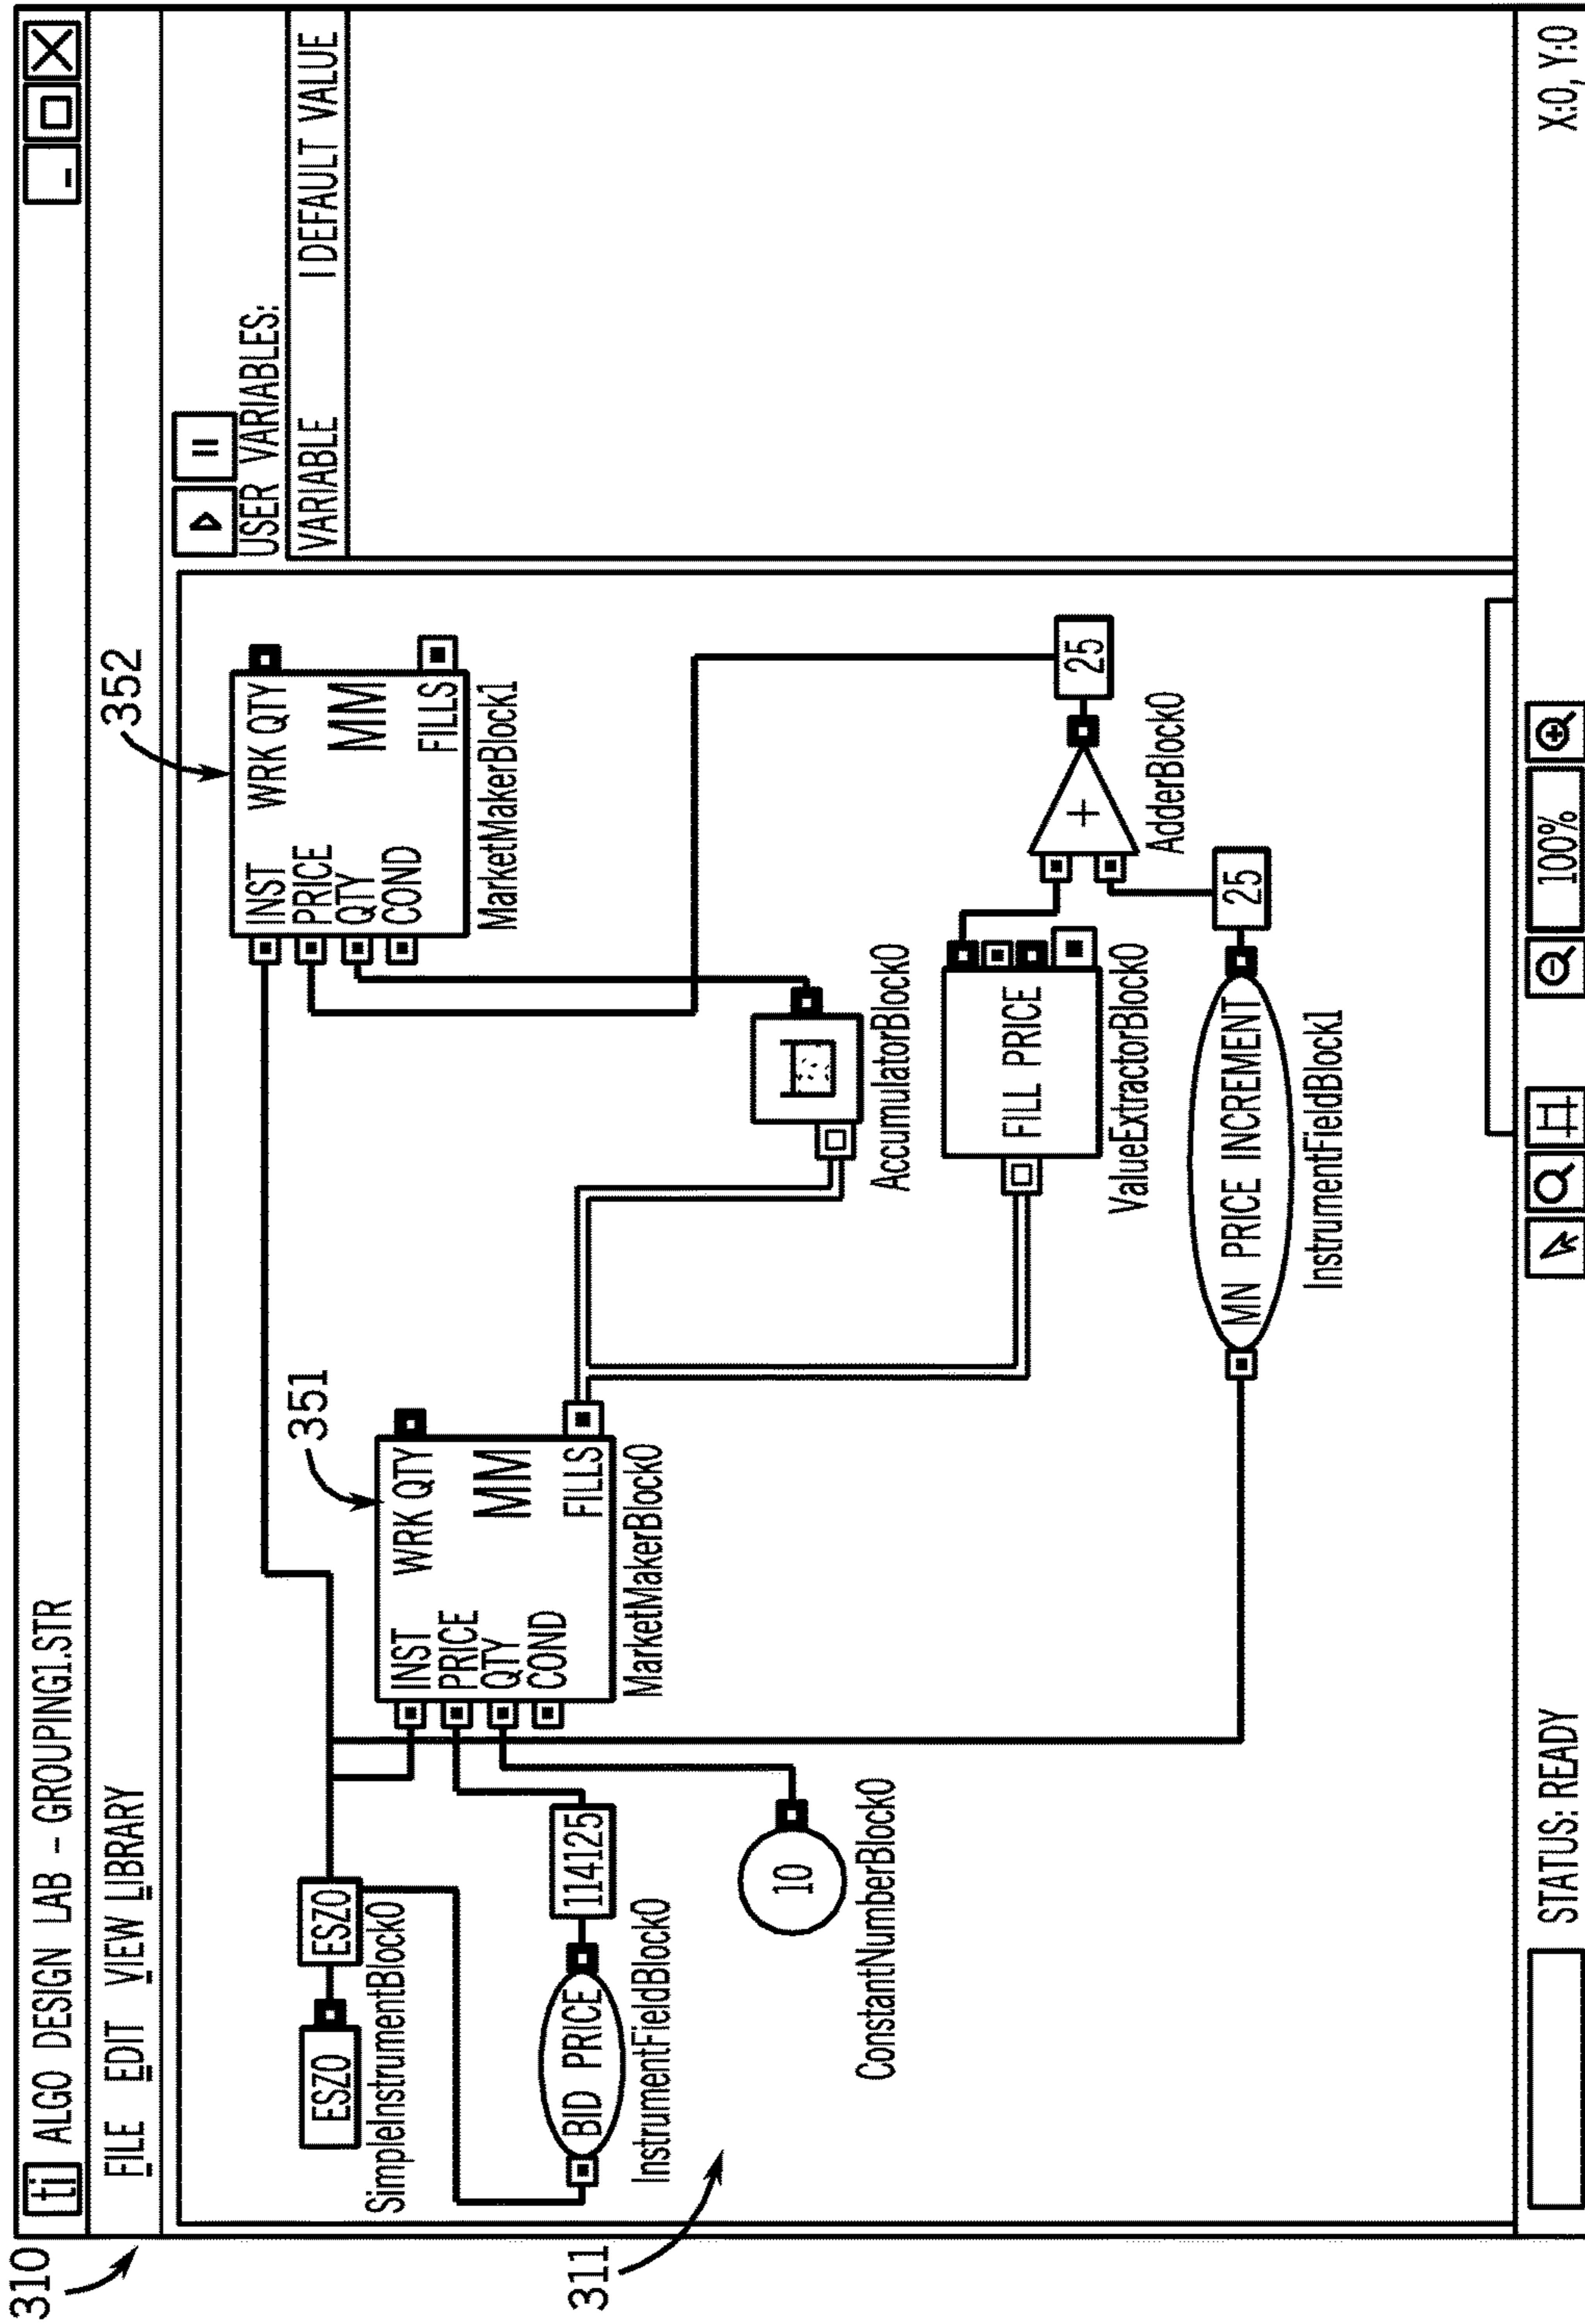 310
ti ALGO DESIGN LAB - GROUPING1.STR
FILE EDIT VIEW LIBRARY
352
USER VARIABLES:
VARIABLE | DEFAULT VALUE
INST WRK QTY
PRICE
QTY MM
COND FILLS
MarketMakerBlock1
ESZ0 ESZ0
SimpleInstrumentBlock0
351
INST WRK QTY
PRICE
QTY MM
COND FILLS
MarketMakerBlock0
BID PRICE 114125
InstrumentFieldBlock0
311
10
ConstantNumberBlock0
AccumulatorBlock0
FILL PRICE
ValueExtractorBlock0
+ 25
AdderBlock0
MN PRICE INCREMENT 25
InstrumentFieldBlock1
STATUS: READY 100% X:0, Y:0